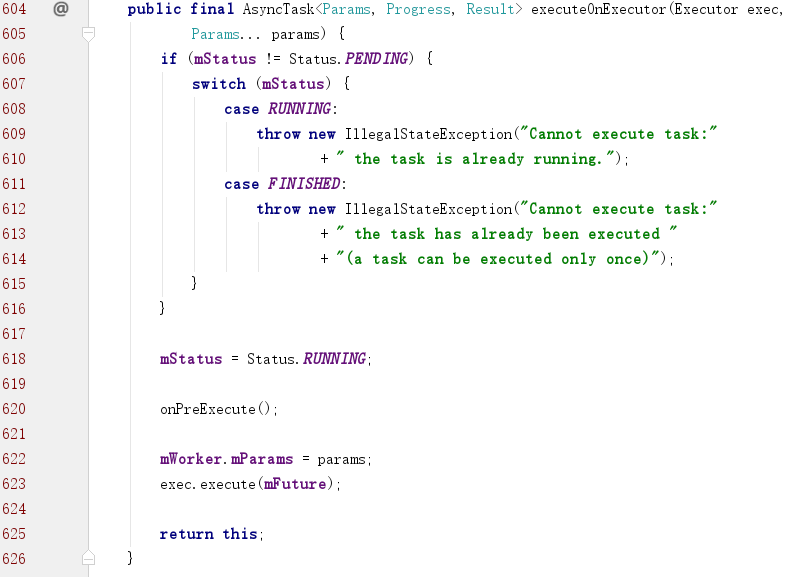 604 @ public final AsyncTask<Params, Progress, Result> executeOnExecutor(Executor exec,
605 Params... params) {
606 if (mStatus != Status.PENDING) {
607 switch (mStatus) {
608 case RUNNING:
609 throw new IllegalStateException("Cannot execute task:"
610 + " the task is already running.");
611 case FINISHED:
612 throw new IllegalStateException("Cannot execute task:"
613 + " the task has already been executed "
614 + "(a task can be executed only once)");
615 }
616 }
617
618 mStatus = Status.RUNNING;
619
620 onPreExecute();
621
622 mWorker.mParams = params;
623 exec.execute(mFuture);
624
625 return this;
626 }